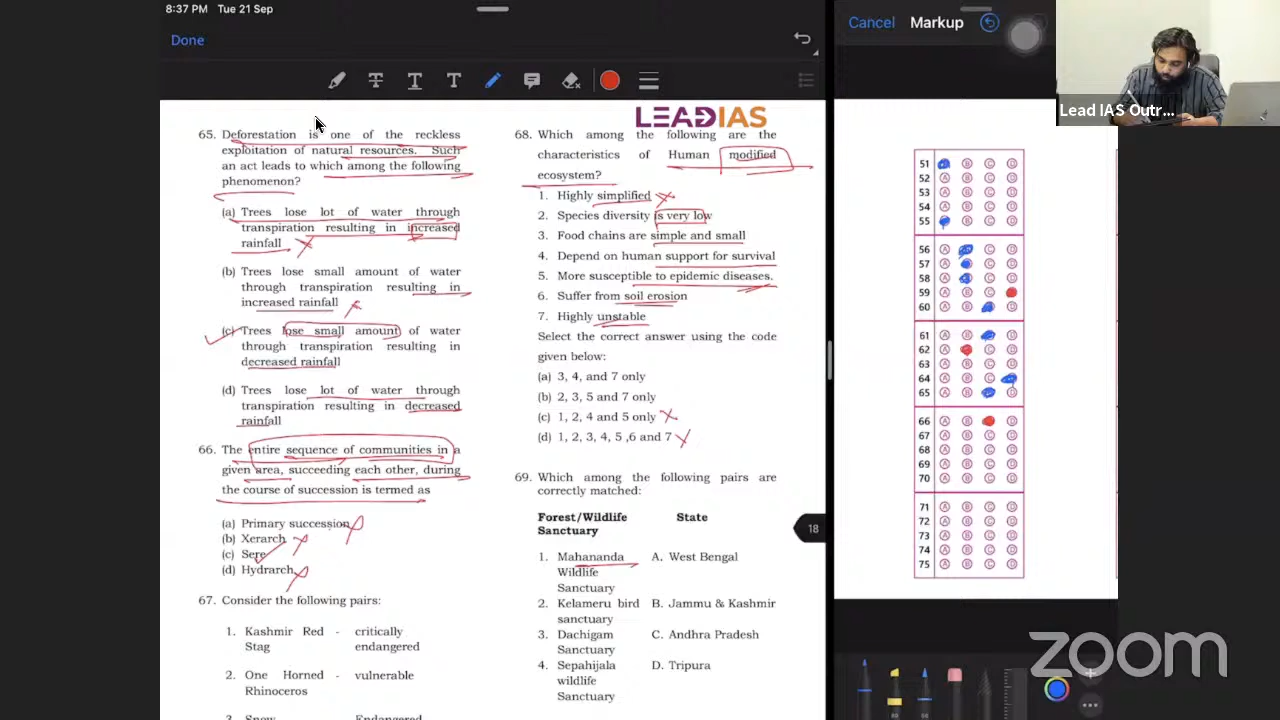 8:37 PM Tue 21 Sep
Done
Cancel Markup
Lead IAS Outr...
LEADIAS
65. Deforestation is one of the reckless
exploitation of natural resources. Such
an act leads to which among the following
phenomenon?
(a) Trees lose lot of water through
transpiration resulting in increased
rainfall
(b) Trees lose small amount of water
through transpiration resulting in
increased rainfall
(c) Trees lose small amount of water
through transpiration resulting in
decreased rainfall
(d) Trees lose lot of water through
transpiration resulting in decreased
rainfall
66. The entire sequence of communities in a
given area, succeeding each other, during
the course of succession is termed as
(a) Primary succession
(b) Xerarch
(c) Sere
(d) Hydrarch
67. Consider the following pairs:
1. Kashmir Red - critically
Stag endangered
2. One Horned - vulnerable
Rhinoceros
3. Snow Endangered
68. Which among the following are the
characteristics of Human modified
ecosystem?
1. Highly simplified
2. Species diversity is very low
3. Food chains are simple and small
4. Depend on human support for survival
5. More susceptible to epidemic diseases.
6. Suffer from soil erosion
7. Highly unstable
Select the correct answer using the code
given below:
(a) 3, 4, and 7 only
(b) 2, 3, 5 and 7 only
(c) 1, 2, 4 and 5 only
(d) 1, 2, 3, 4, 5 ,6 and 7
69. Which among the following pairs are
correctly matched:
Forest/Wildlife State
Sanctuary
1. Mahananda A. West Bengal
Wildlife
Sanctuary
2. Kelameru bird B. Jammu & Kashmir
sanctuary
3. Dachigam C. Andhra Pradesh
Sanctuary
4. Sepahijala D. Tripura
wildlife
Sanctuary
18
51 B C D
52 A B C D
53 A B C D
54 A B C D
55 B C D
56 A C D
57 A C D
58 A C D
59 A B C
60 A B D
61 A B D
62 A C D
63 A B C D
64 A B C
65 A B D
66 A B D
67 A B C D
68 A B C D
69 A B C D
70 A B C D
71 A B C D
72 A B C D
73 A B C D
74 A B C D
75 A B C D
zoom